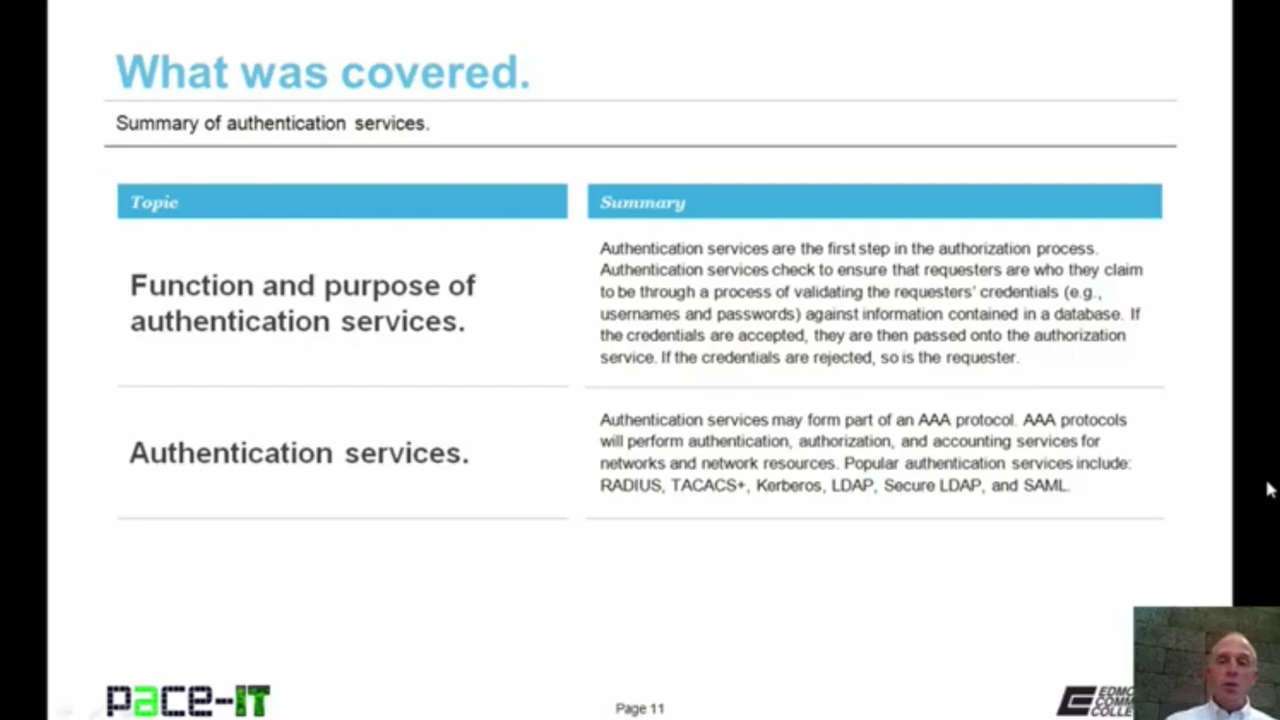 What was covered.
Summary of authentication services.
Topic
Summary
Function and purpose of
authentication services.
Authentication services are the first step in the authorization process.
Authentication services check to ensure that requesters are who they claim
to be through a process of validating the requesters' credentials (e.g.,
usernames and passwords) against information contained in a database. If
the credentials are accepted, they are then passed onto the authorization
service. If the credentials are rejected, so is the requester.
Authentication services.
Authentication services may form part of an AAA protocol. AAA protocols
will perform authentication, authorization, and accounting services for
networks and network resources. Popular authentication services include:
RADIUS, TACACS+, Kerberos, LDAP, Secure LDAP, and SAML.
pace-IT
Page 11